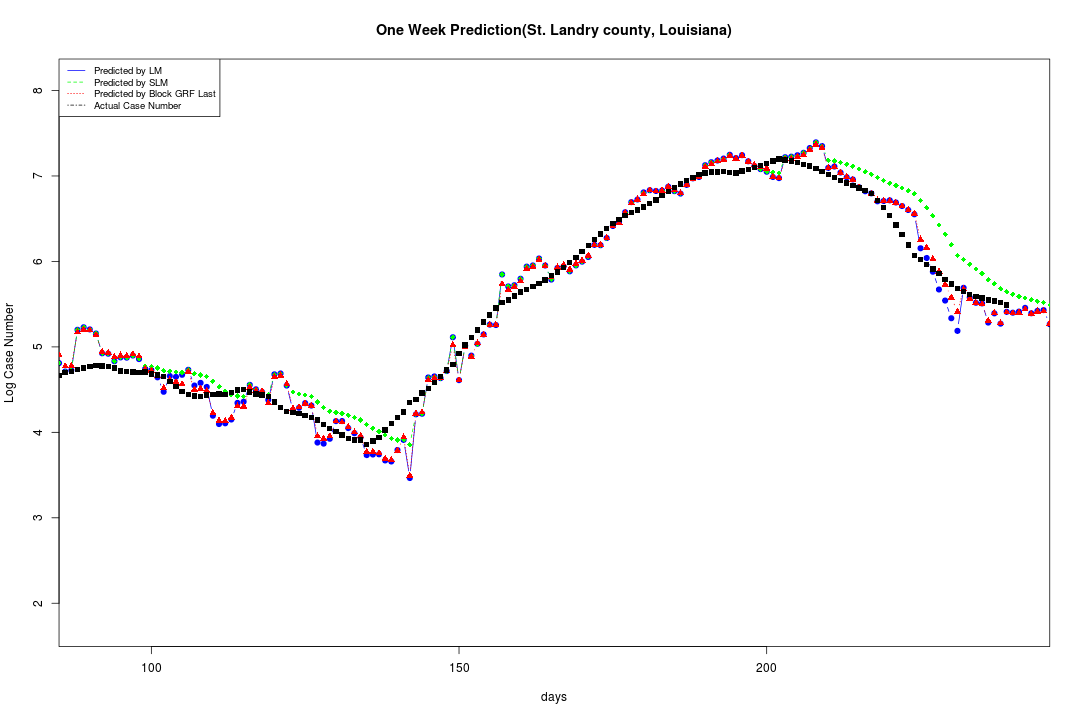 One Week Prediction(St. Landry county, Louisiana)
Predicted by LM
Predicted by SLM
Predicted by Block GRF Last
Actual Case Number
Log Case Number
8
7
6
5
4
3
2
100
150
200
days